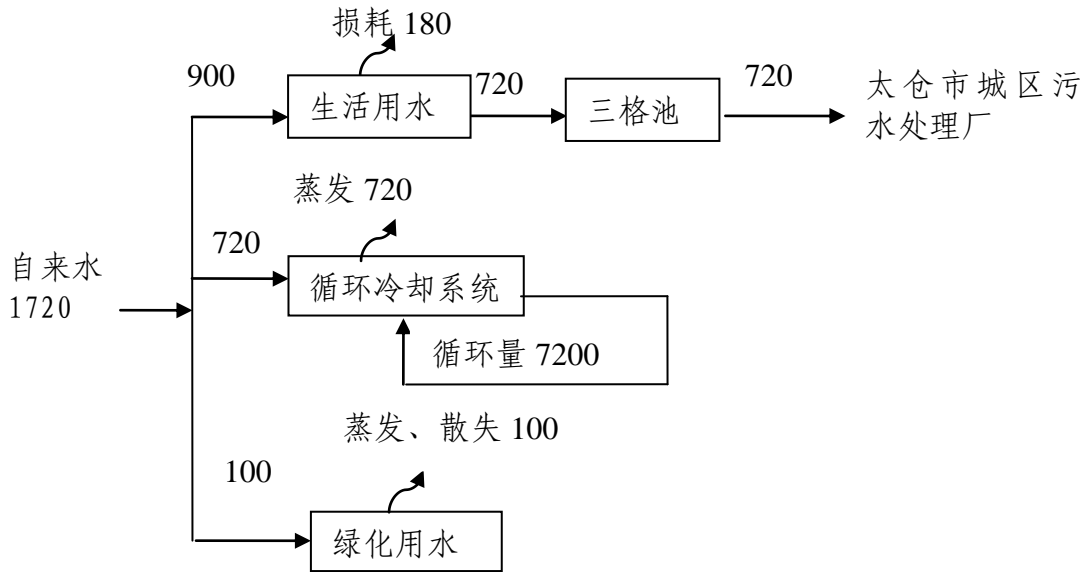 损耗 180
900
生活用水
720
三格池
720
太仓市城区污
水处理厂
蒸发 720
720
自来水
1720
循环冷却系统
循环量 7200
蒸发、散失 100
100
绿化用水